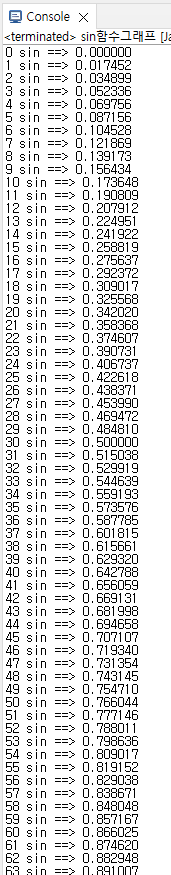 Console ×
<terminated> sin함수그래프 [Ja
0 sin ==> 0.000000
1 sin ==> 0.017452
2 sin ==> 0.034899
3 sin ==> 0.052336
4 sin ==> 0.069756
5 sin ==> 0.087156
6 sin ==> 0.104528
7 sin ==> 0.121869
8 sin ==> 0.139173
9 sin ==> 0.156434
10 sin ==> 0.173648
11 sin ==> 0.190809
12 sin ==> 0.207912
13 sin ==> 0.224951
14 sin ==> 0.241922
15 sin ==> 0.258819
16 sin ==> 0.275637
17 sin ==> 0.292372
18 sin ==> 0.309017
19 sin ==> 0.325568
20 sin ==> 0.342020
21 sin ==> 0.358368
22 sin ==> 0.374607
23 sin ==> 0.390731
24 sin ==> 0.406737
25 sin ==> 0.422618
26 sin ==> 0.438371
27 sin ==> 0.453990
28 sin ==> 0.469472
29 sin ==> 0.484810
30 sin ==> 0.500000
31 sin ==> 0.515038
32 sin ==> 0.529919
33 sin ==> 0.544639
34 sin ==> 0.559193
35 sin ==> 0.573576
36 sin ==> 0.587785
37 sin ==> 0.601815
38 sin ==> 0.615661
39 sin ==> 0.629320
40 sin ==> 0.642788
41 sin ==> 0.656059
42 sin ==> 0.669131
43 sin ==> 0.681998
44 sin ==> 0.694658
45 sin ==> 0.707107
46 sin ==> 0.719340
47 sin ==> 0.731354
48 sin ==> 0.743145
49 sin ==> 0.754710
50 sin ==> 0.766044
51 sin ==> 0.777146
52 sin ==> 0.788011
53 sin ==> 0.798636
54 sin ==> 0.809017
55 sin ==> 0.819152
56 sin ==> 0.829038
57 sin ==> 0.838671
58 sin ==> 0.848048
59 sin ==> 0.857167
60 sin ==> 0.866025
61 sin ==> 0.874620
62 sin ==> 0.882948
63 sin ==> 0.891007